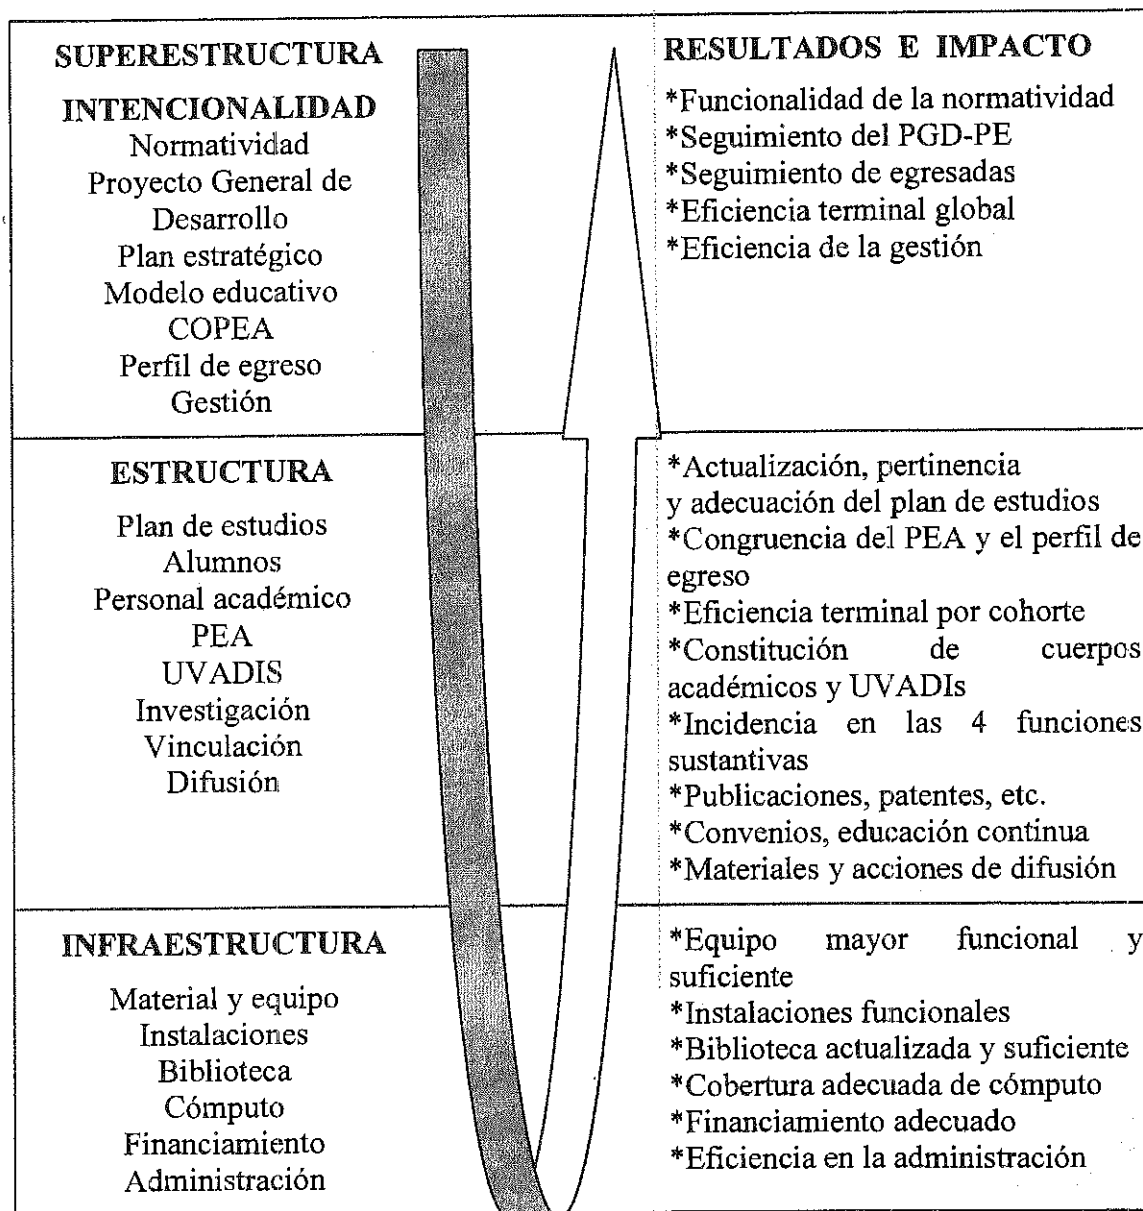 SUPERESTRUCTURA
INTENCIONALIDAD
Normatividad
Proyecto General de
Desarrollo
Plan estratégico
Modelo educativo
COPEA
Perfil de egreso
Gestión
RESULTADOS E IMPACTO
*Funcionalidad de la normatividad
*Seguimiento del PGD-PE
*Seguimiento de egresadas
*Eficiencia terminal global
*Eficiencia de la gestión
ESTRUCTURA
Plan de estudios
Alumnos
Personal académico
PEA
UVADIS
Investigación
Vinculación
Difusión
*Actualización, pertinencia
y adecuación del plan de estudios
*Congruencia del PEA y el perfil de
egreso
*Eficiencia terminal por cohorte
*Constitución de cuerpos
académicos y UVADIs
*Incidencia en las 4 funciones
sustantivas
*Publicaciones, patentes, etc.
*Convenios, educación continua
*Materiales y acciones de difusión
INFRAESTRUCTURA
Material y equipo
Instalaciones
Biblioteca
Cómputo
Financiamiento
Administración
*Equipo mayor funcional y
suficiente
*Instalaciones funcionales
*Biblioteca actualizada y suficiente
*Cobertura adecuada de cómputo
*Financiamiento adecuado
*Eficiencia en la administración